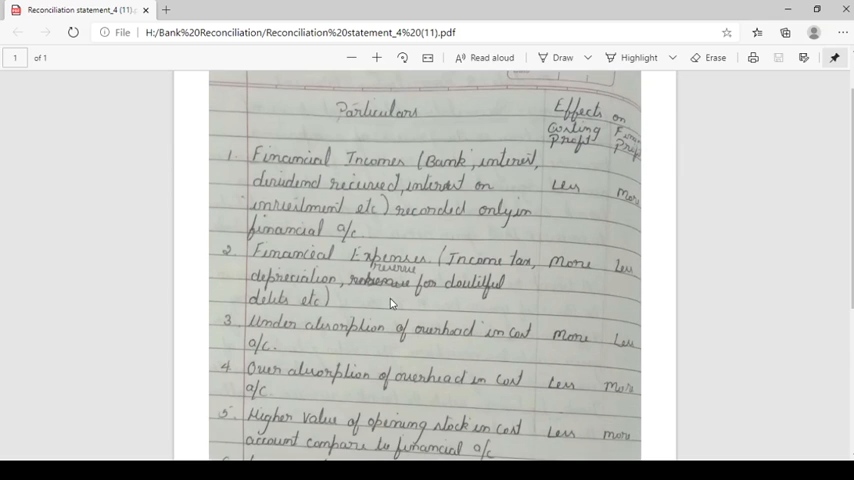 Reconciliation statement_4 (11).p
File
H:/Bank%20Reconciliation/Reconciliation%20statement_4%20(11).pdf
1 of 1
Read aloud
Draw
Highlight
Erase
Particulars
Effects on
Costing Profit
Profit
1. Financial Incomes (Bank, interest,
dividend received, interest on Less More
investment etc) recorded only in
financial a/c.
2. Financial Expenses. (Income tax, More Less
reserve
depreciation, for doubtful
debts etc)
3. Under absorption of overhead in cost More Less
a/c.
4. Over absorption of overhead in cost Less more
a/c.
5. Higher value of opening stock in cost Less more
account compare to financial a/c